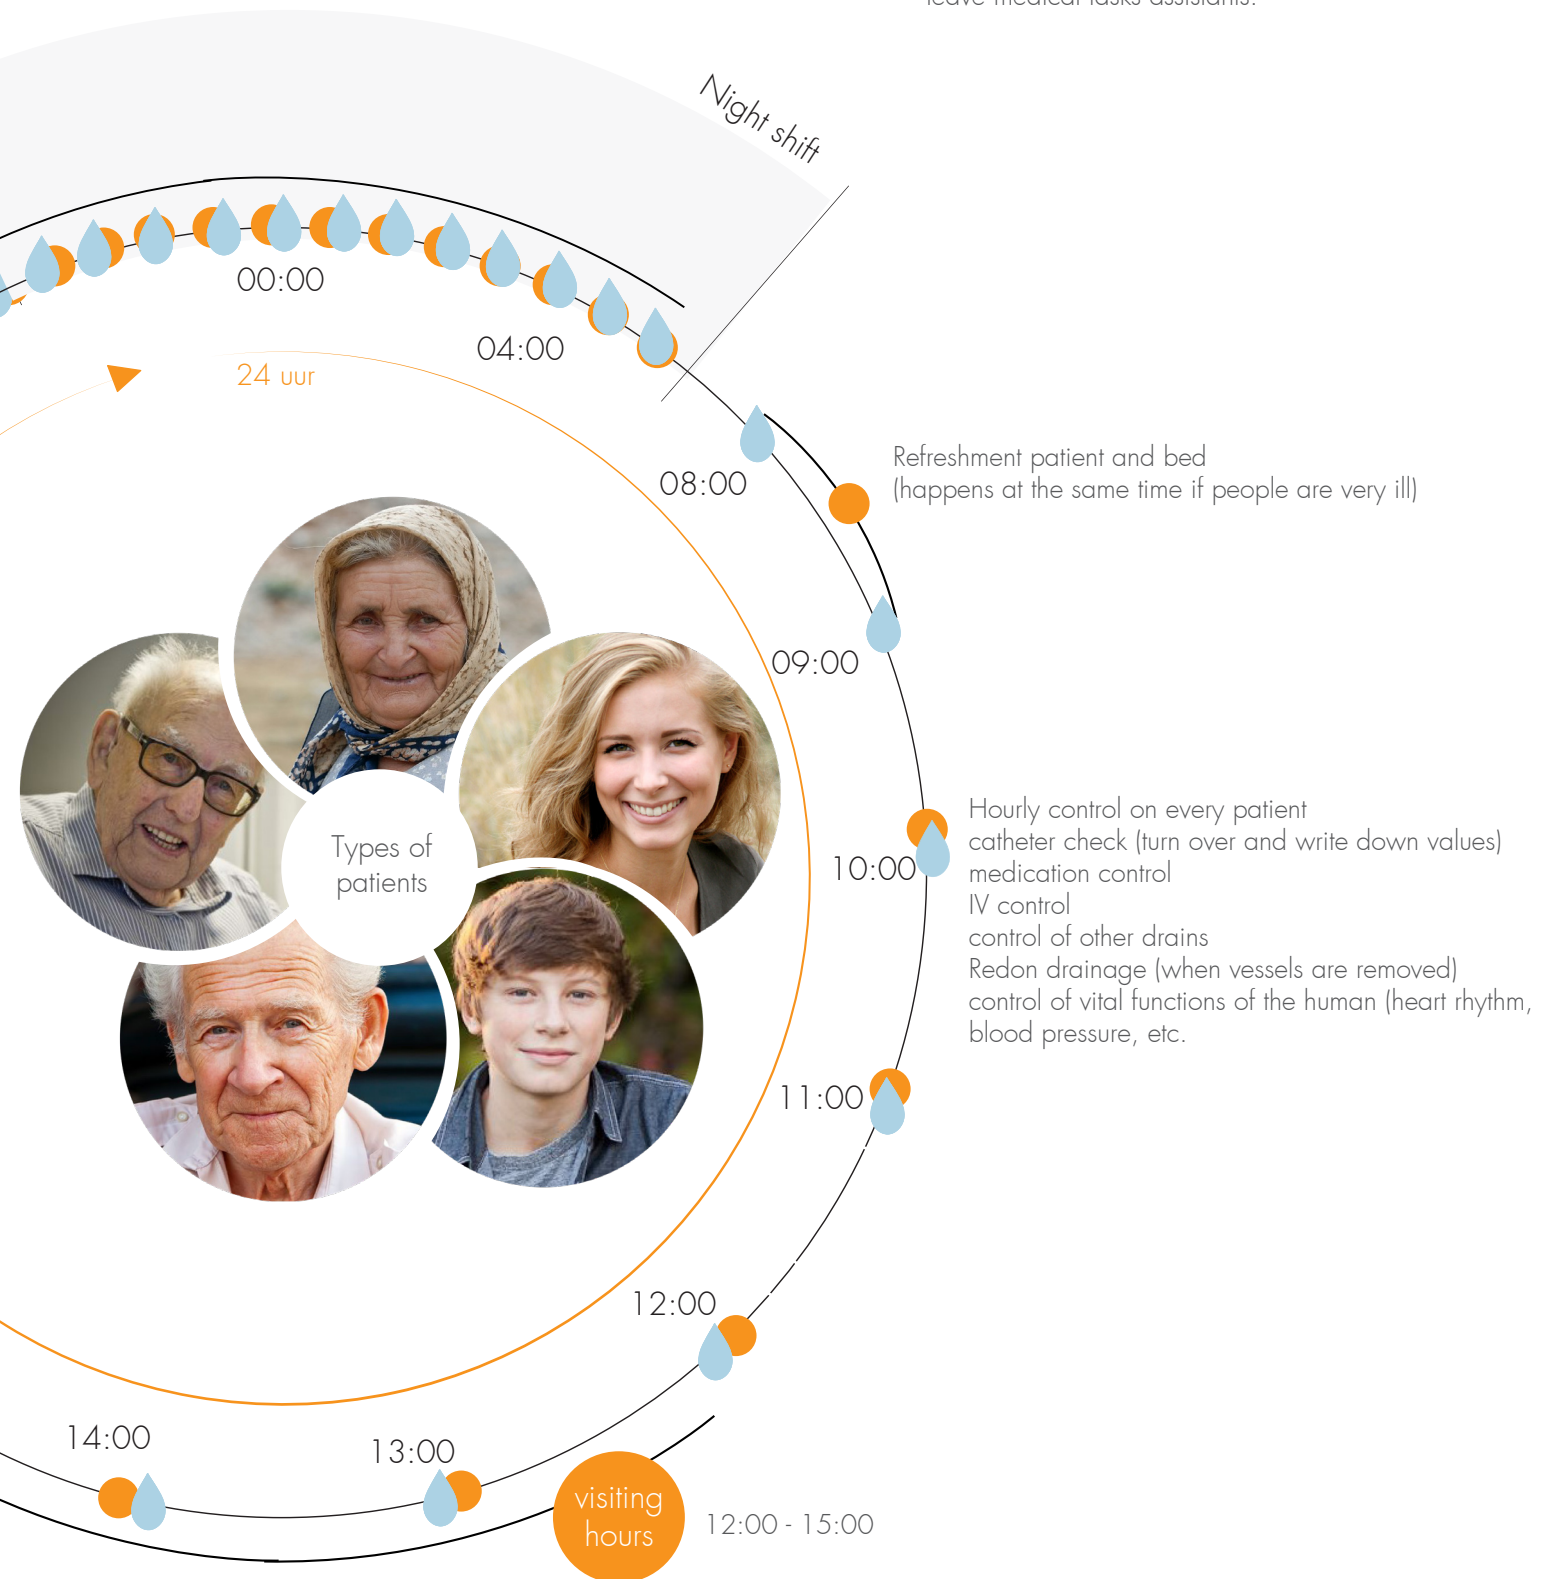 leave medical tasks assistants.
Night shift
00:00
04:00
24 uur
08:00
Refreshment patient and bed
(happens at the same time if people are very ill)
09:00
Hourly control on every patient
catheter check (turn over and write down values)
medication control
IV control
control of other drains
Redon drainage (when vessels are removed)
control of vital functions of the human (heart rhythm,
blood pressure, etc.
10:00
Types of
patients
11:00
12:00
13:00
14:00
visiting
hours
12:00 - 15:00